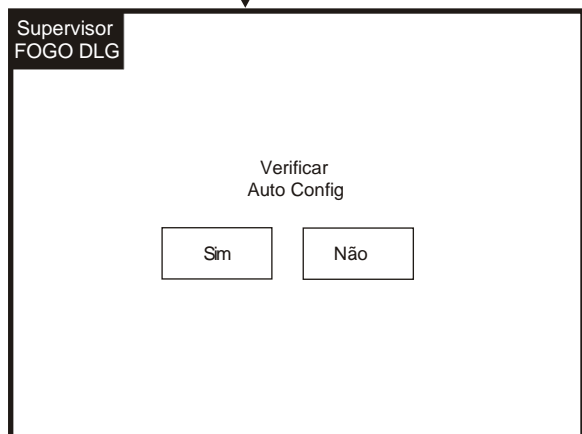 Supervisor
FOGO DLG
Verificar
Auto Config
Sim
Não